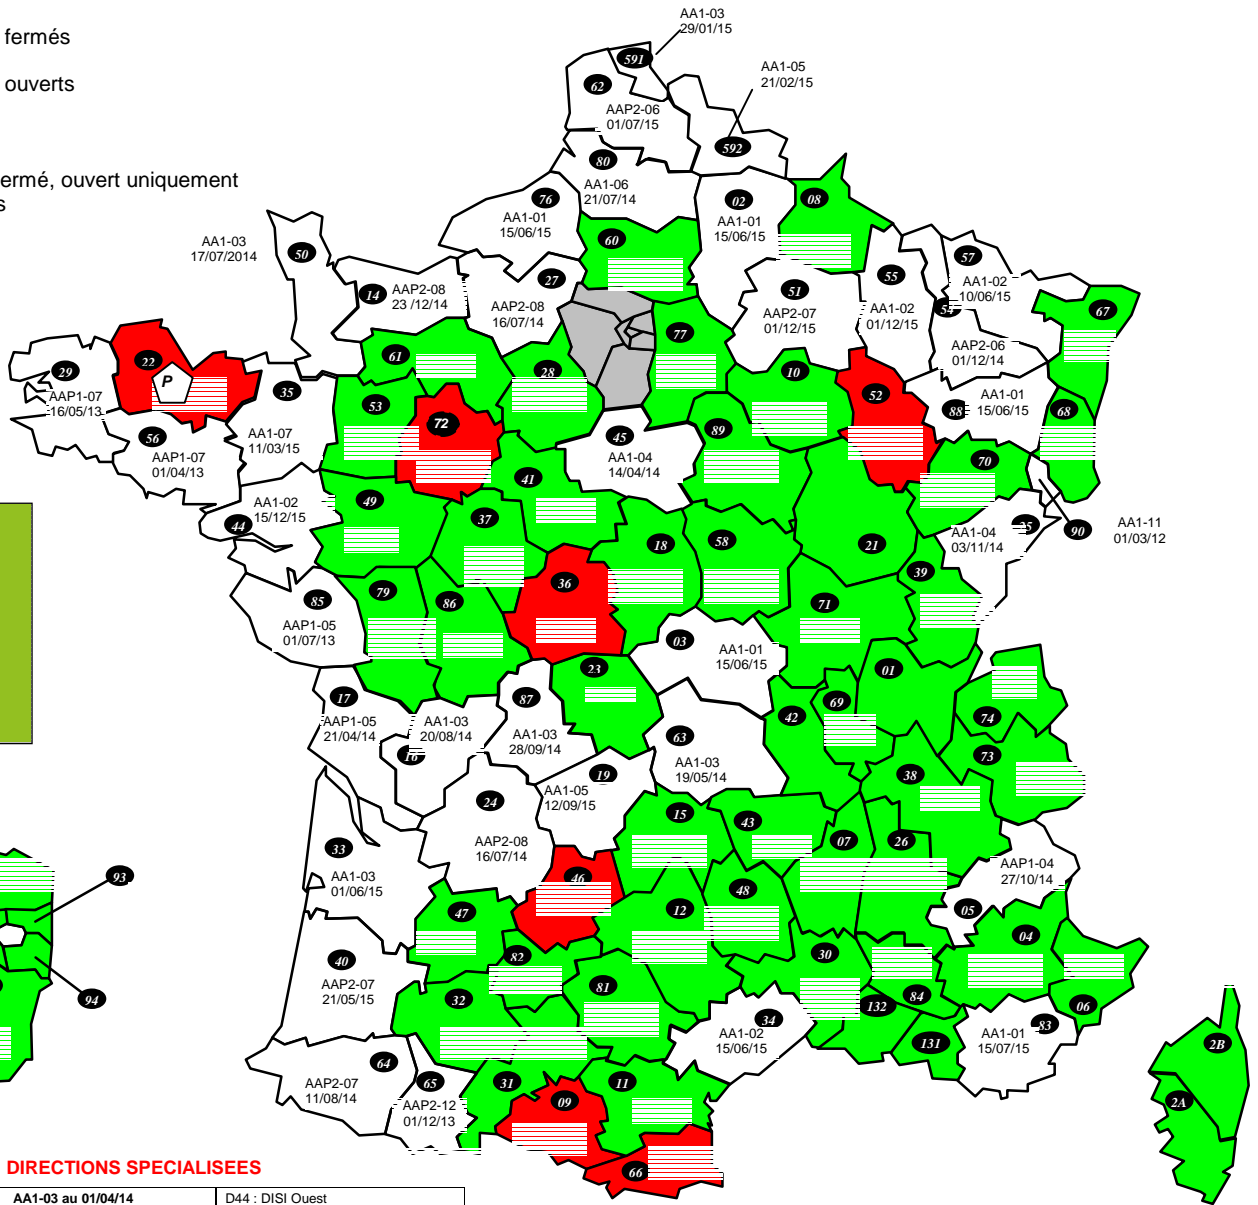 fermés
ouverts
ermé, ouvert uniquement
s
AA1-03
29/01/15
591
AA1-05
21/02/15
62
AAP2-06
01/07/15
592
80
AA1-06
21/07/14
76
AA1-01
15/06/15
02
AA1-01
15/06/15
08
AA1-03
17/07/2014
50
60
57
AA1-02
10/06/15
14
AAP2-08
23 /12/14
27
AAP2-08
16/07/14
51
AAP2-07
01/12/15
55
AA1-02
01/12/15
54
AAP2-06
01/12/14
67
61
28
77
10
52
22
P
29
AAP1-07
16/05/13
35
AA1-07
11/03/15
53
72
88
AA1-01
15/06/15
68
56
AAP1-07
01/04/13
45
AA1-04
14/04/14
89
70
41
49
AA1-02
15/12/15
44
37
18
58
21
25
AA1-04
03/11/14
90
AA1-11
01/03/12
36
39
79
86
85
AAP1-05
01/07/13
71
03
AA1-01
15/06/15
23
01
17
AAP1-05
21/04/14
16
AA1-03
20/08/14
87
AA1-03
28/09/14
42
69
74
63
AA1-03
19/05/14
73
19
AA1-05
12/09/15
38
24
AAP2-08
16/07/14
15
43
07
26
33
AA1-03
01/06/15
AAP1-04
27/10/14
05
93
46
48
47
12
04
40
AAP2-07
21/05/15
82
30
94
32
81
84
132
06
34
AA1-02
15/06/15
131
83
AA1-01
15/07/15
2B
64
AAP2-07
11/08/14
65
AAP2-12
01/12/13
31
09
11
2A
66
DIRECTIONS SPECIALISEES
AA1-03 au 01/04/14
D44 : DISI Ouest